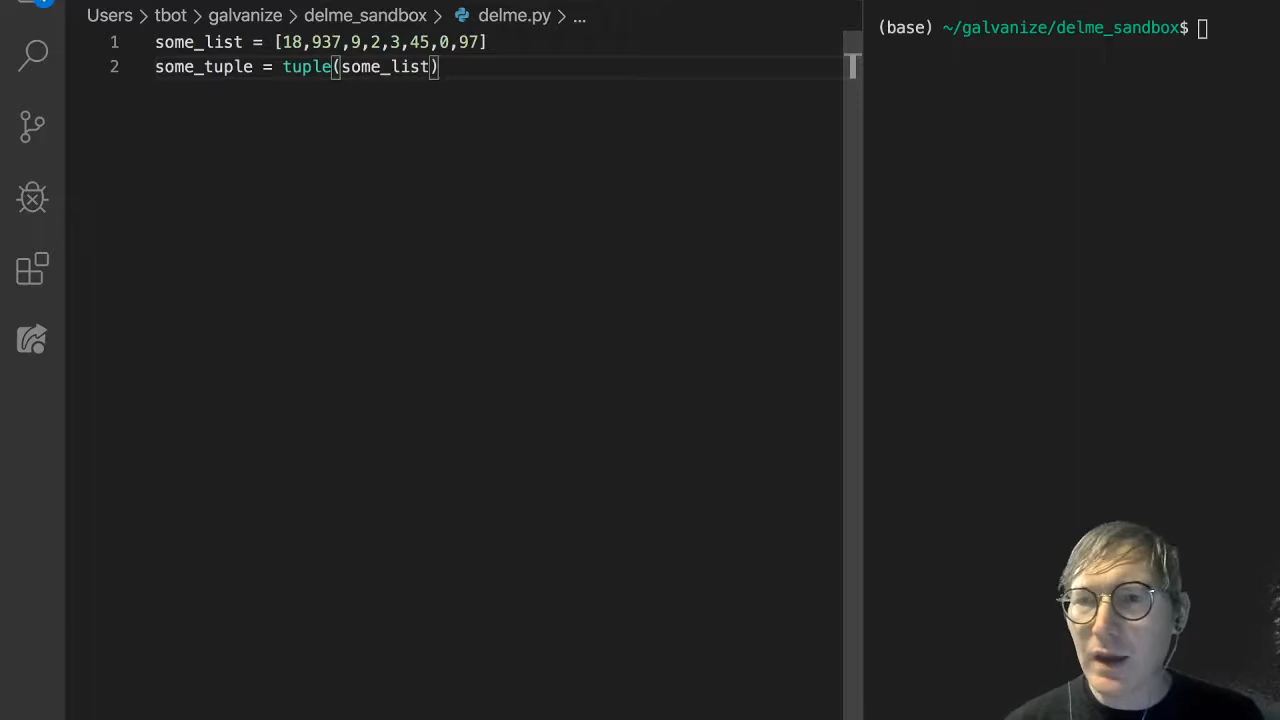 Users > tbot > galvanize > delme_sandbox > delme.py > ...
1 some_list = [18,937,9,2,3,45,0,97]
2 some_tuple = tuple(some_list)
(base) ~/galvanize/delme_sandbox$